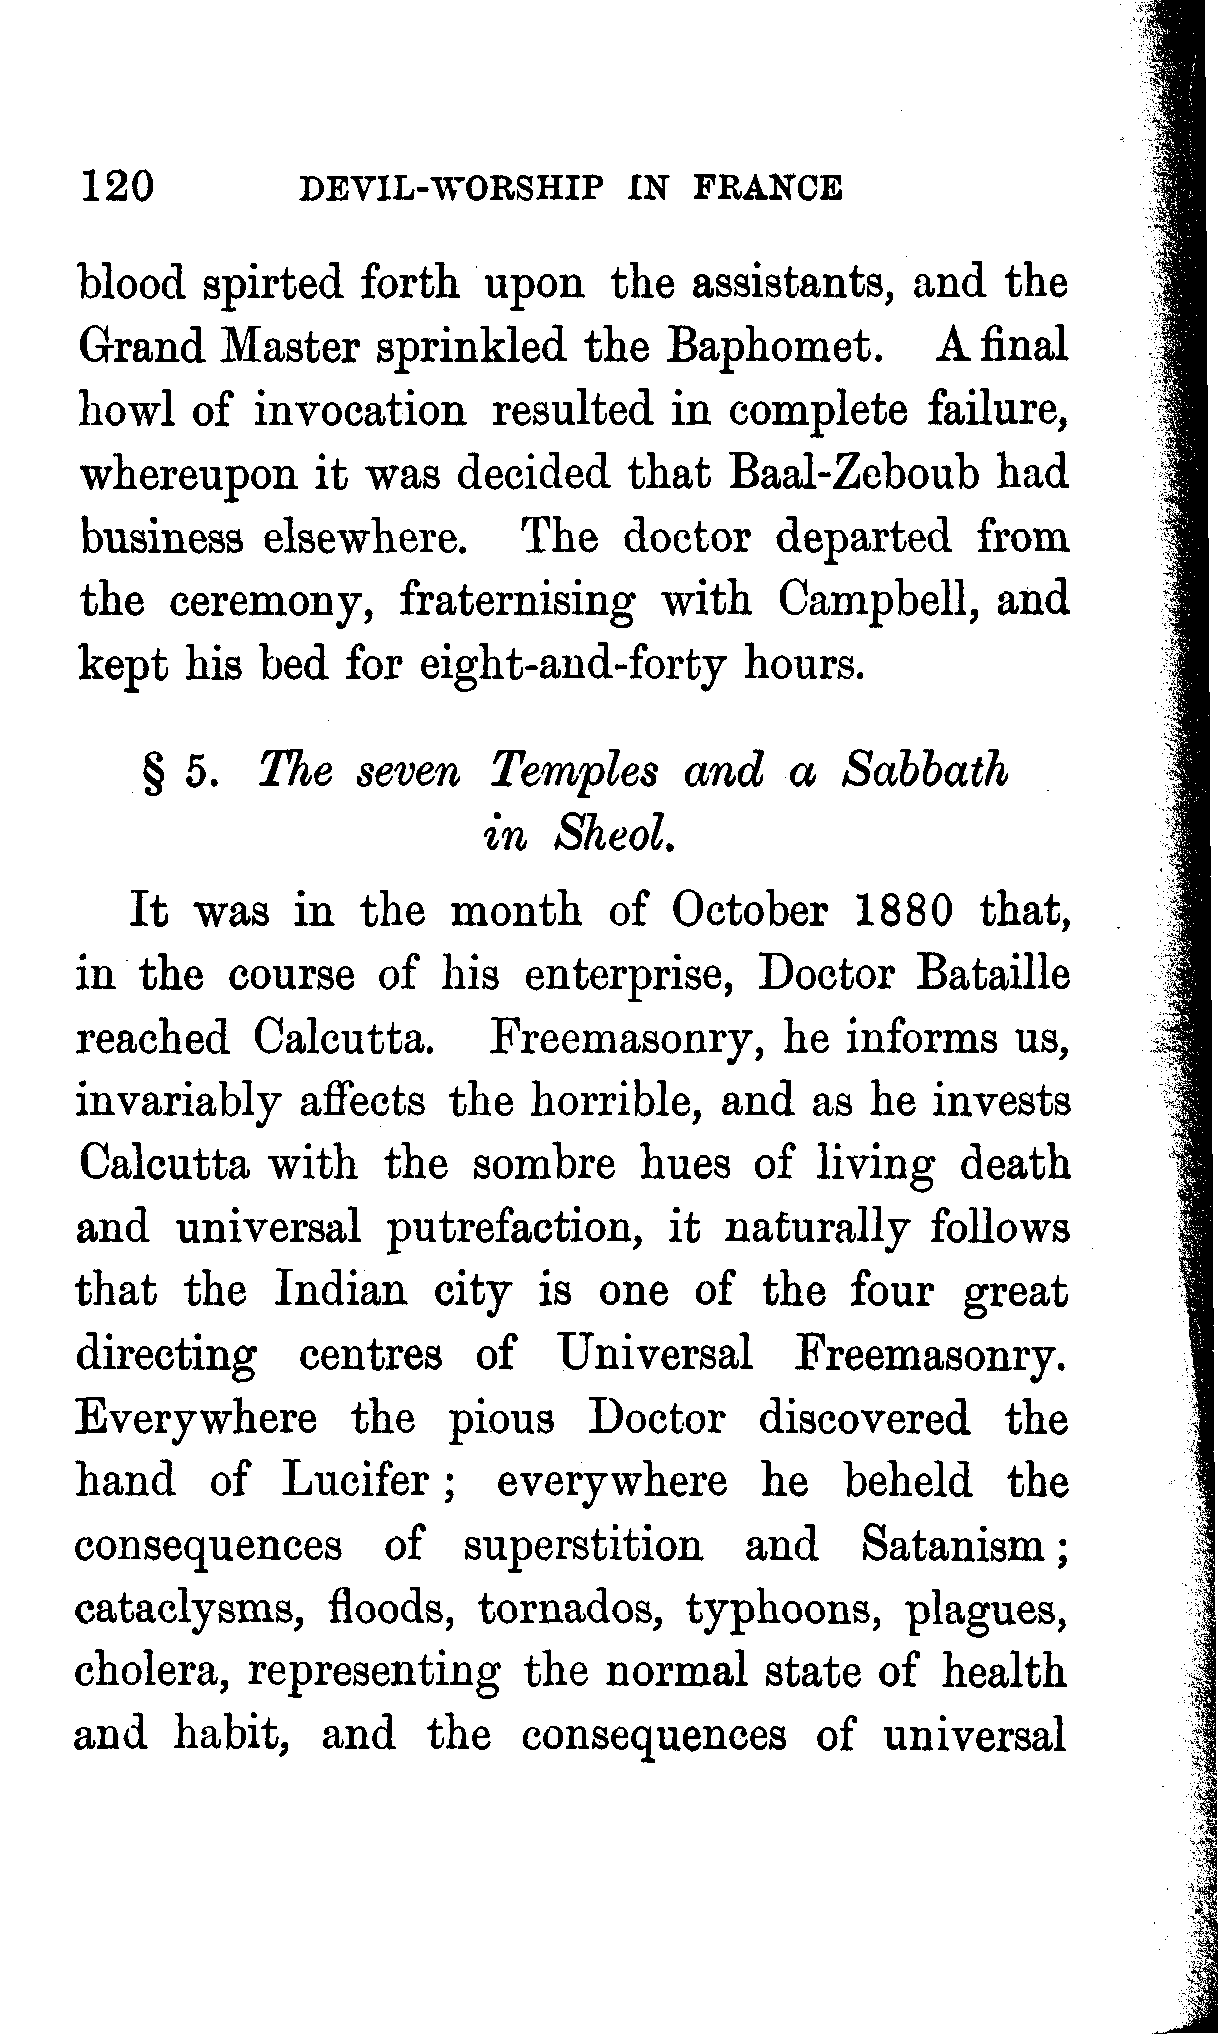 120 DEVIL-WORSHIP IN FRANCE
blood spirted forth upon the assistants, and the
Grand Master sprinkled the Baphomet. A final
howl of invocation resulted in complete failure,
whereupon it was decided that Baal-Zeboub had
business elsewhere. The doctor departed from
the ceremony, fraternising with Campbell, and
kept his bed for eight-and-forty hours.
§ 5. The seven Temples and a Sabbath
in Sheol.
It was in the month of October 1880 that,
in the course of his enterprise, Doctor Bataille
reached Calcutta. Freemasonry, he informs us,
invariably affects the horrible, and as he invests
Calcutta with the sombre hues of living death
and universal putrefaction, it naturally follows
that the Indian city is one of the four great
directing centres of Universal Freemasonry.
Everywhere the pious Doctor discovered the
hand of Lucifer ; everywhere he beheld the
consequences of superstition and Satanism ;
cataclysms, floods, tornados, typhoons, plagues,
cholera, representing the normal state of health
and habit, and the consequences of universal